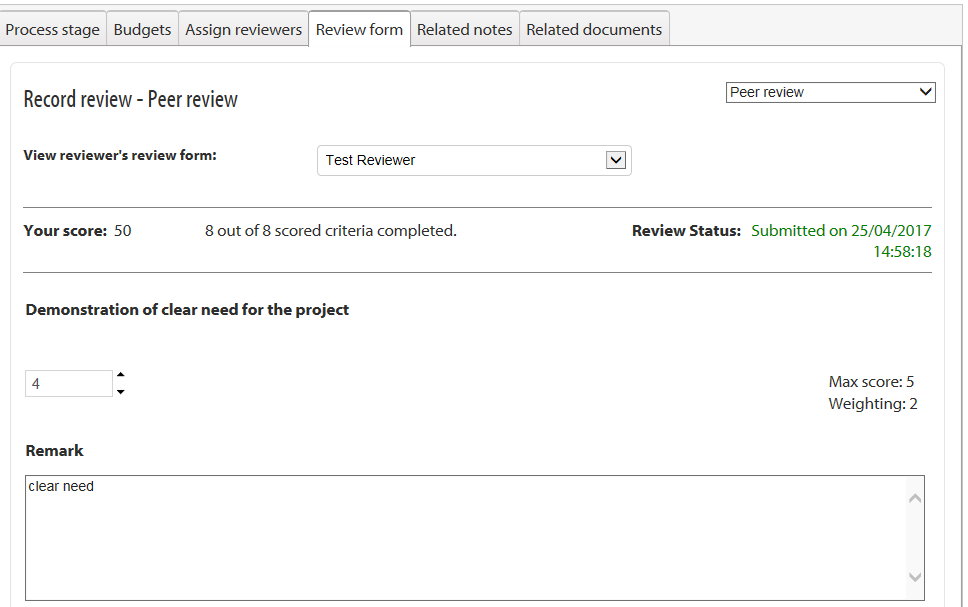 Process stage Budgets Assign reviewers Review form Related notes Related documents
Record review - Peer review Peer review
View reviewer's review form: Test Reviewer
Your score: 50 8 out of 8 scored criteria completed. Review Status: Submitted on 25/04/2017
14:58:18
Demonstration of clear need for the project
4 Max score: 5
Weighting: 2
Remark
clear need